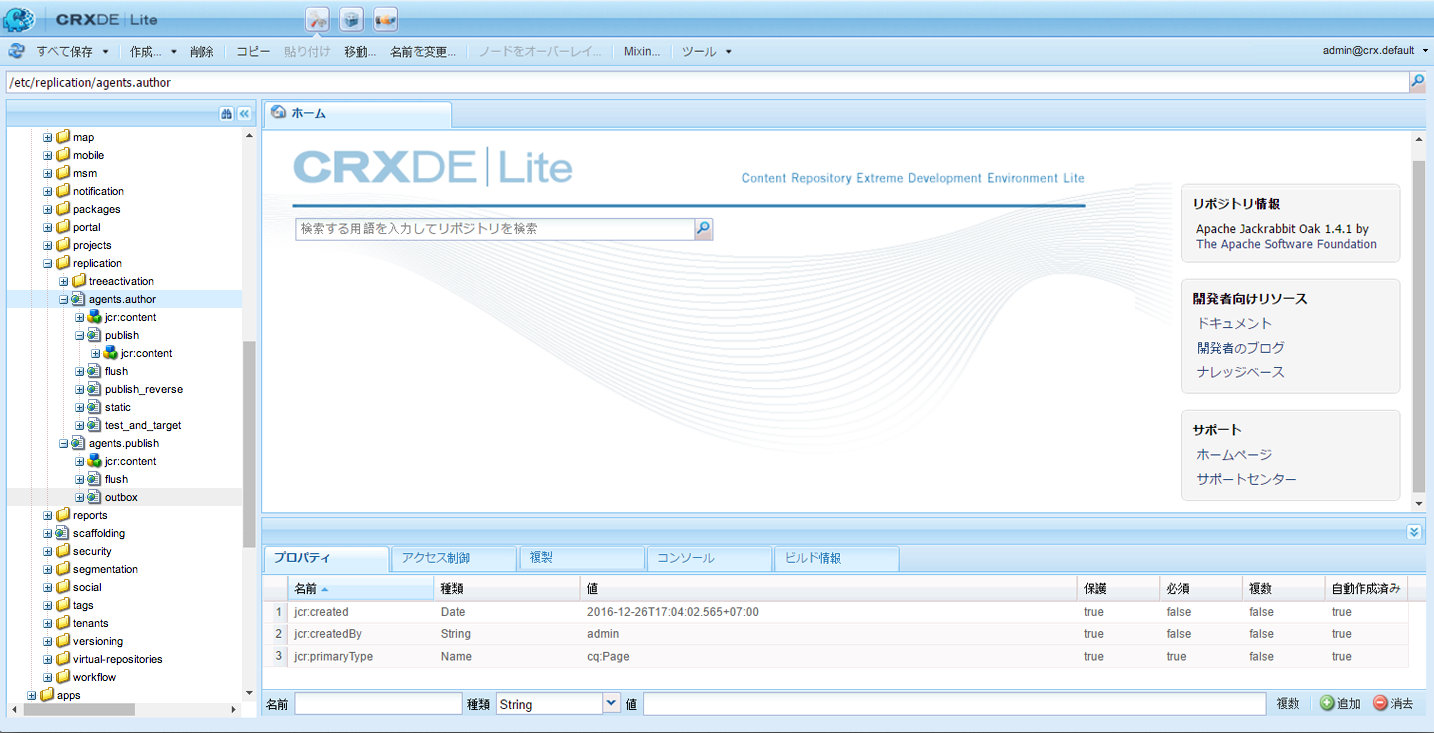 CRXDE | Lite
すべて保存 作成... 削除 コピー 貼り付け 移動... 名前を変更... ノードをオーバーレイ... Mixin... ツール admin@crx.default
/etc/replication/agents.author
map
mobile
msm
notification
packages
portal
projects
replication
treeactivation
agents.author
jcr:content
publish
jcr:content
flush
publish_reverse
static
test_and_target
agents.publish
jcr:content
flush
outbox
reports
scaffolding
security
segmentation
social
tags
tenants
versioning
virtual-repositories
workflow
apps
ホーム
CRXDE | Lite
Content Repository Extreme Development Environment Lite
検索する用語を入力してリポジトリを検索
リポジトリ情報
Apache Jackrabbit Oak 1.4.1 by
The Apache Software Foundation
開発者向けリソース
ドキュメント
開発者のブログ
ナレッジベース
サポート
ホームページ
サポートセンター
プロパティ アクセス制御 複製 コンソール ビルド情報
名前 種類 値 保護 必須 複数 自動作成済み
1 jcr:created Date 2016-12-26T17:04:02.565+07:00 true false false true
2 jcr:createdBy String admin true false false true
3 jcr:primaryType Name cq:Page true true false true
名前 種類 String 値 複数 追加 消去